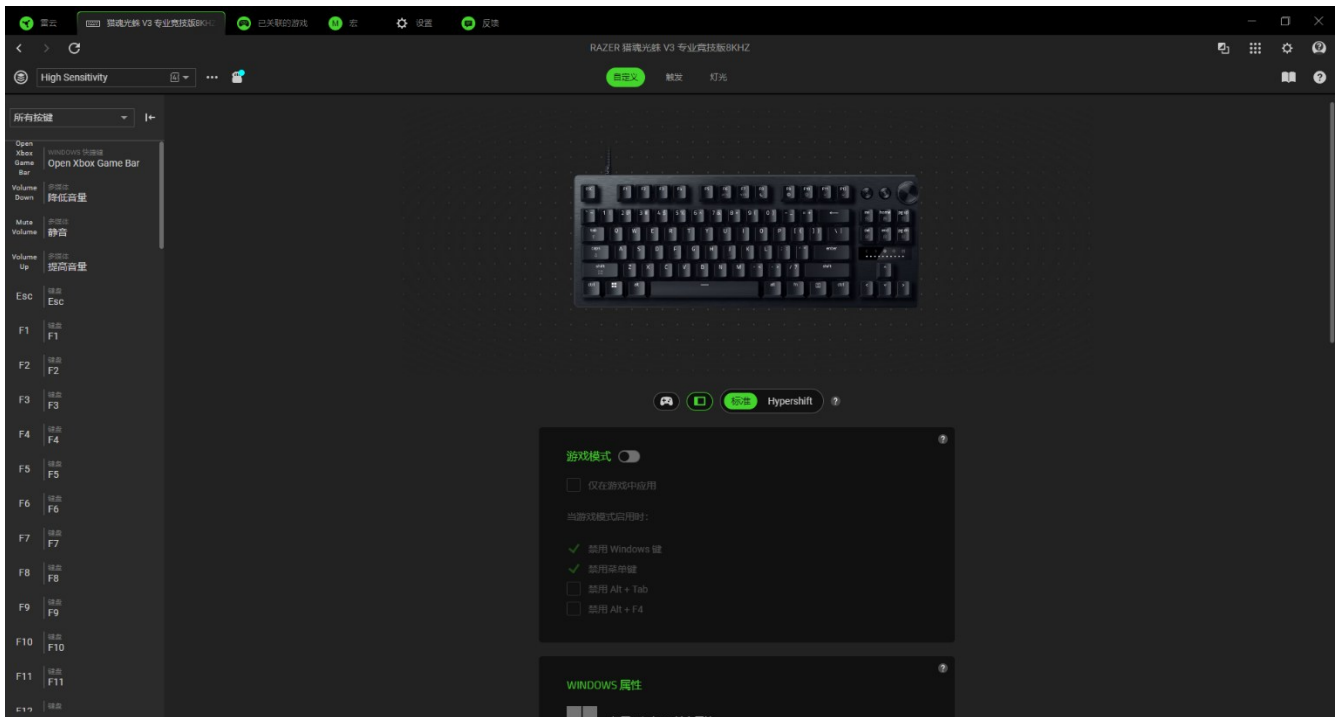 雷云 猎魂光蛛 V3 专业竞技版8KHZ 已关联的游戏 宏 设置 反馈
RAZER 猎魂光蛛 V3 专业竞技版8KHZ
High Sensitivity 自定义 触发 灯光
所有按键
Open Xbox Game Bar
WINDOWS 快捷键
Open Xbox Game Bar
Volume Down
多媒体
降低音量
Mute Volume
多媒体
静音
Volume Up
多媒体
提高音量
Esc
键盘
Esc
F1
键盘
F1
F2
键盘
F2
F3
键盘
F3
F4
键盘
F4
F5
键盘
F5
F6
键盘
F6
F7
键盘
F7
F8
键盘
F8
F9
键盘
F9
F10
键盘
F10
F11
键盘
F11
F12
键盘
标准 Hypershift
游戏模式
仅在游戏中应用
当游戏模式启用时:
禁用 Windows 键
禁用菜单键
禁用 Alt + Tab
禁用 Alt + F4
WINDOWS 属性